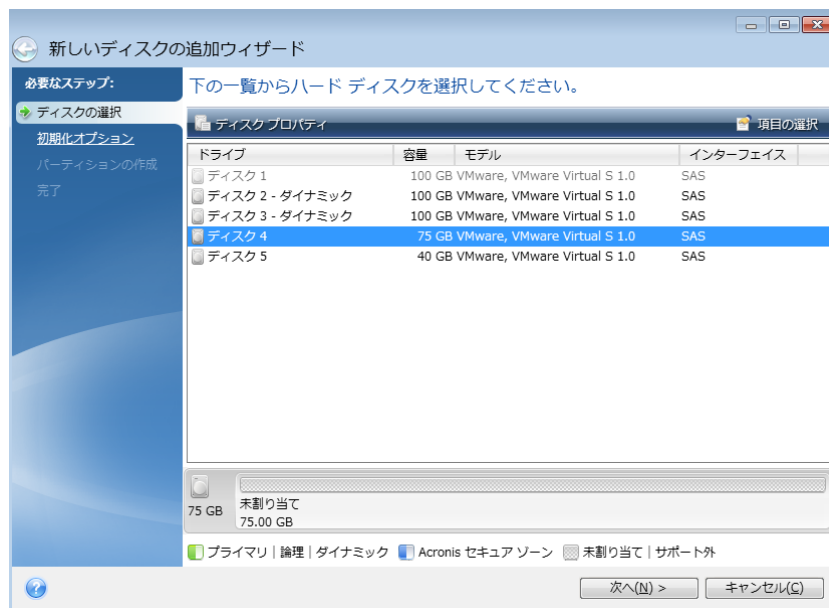 新しいディスクの追加ウィザード
必要なステップ:
ディスクの選択
初期化オプション
パーティションの作成
完了
下の一覧からハード ディスクを選択してください。
ディスク プロパティ 項目の選択
ドライブ 容量 モデル インターフェイス
ディスク 1 100 GB VMware, VMware Virtual S 1.0 SAS
ディスク 2 - ダイナミック 100 GB VMware, VMware Virtual S 1.0 SAS
ディスク 3 - ダイナミック 100 GB VMware, VMware Virtual S 1.0 SAS
ディスク 4 75 GB VMware, VMware Virtual S 1.0 SAS
ディスク 5 40 GB VMware, VMware Virtual S 1.0 SAS
75 GB
未割り当て
75.00 GB
プライマリ | 論理 | ダイナミック Acronis セキュア ゾーン 未割り当て | サポート外
次へ(N) > キャンセル(C)